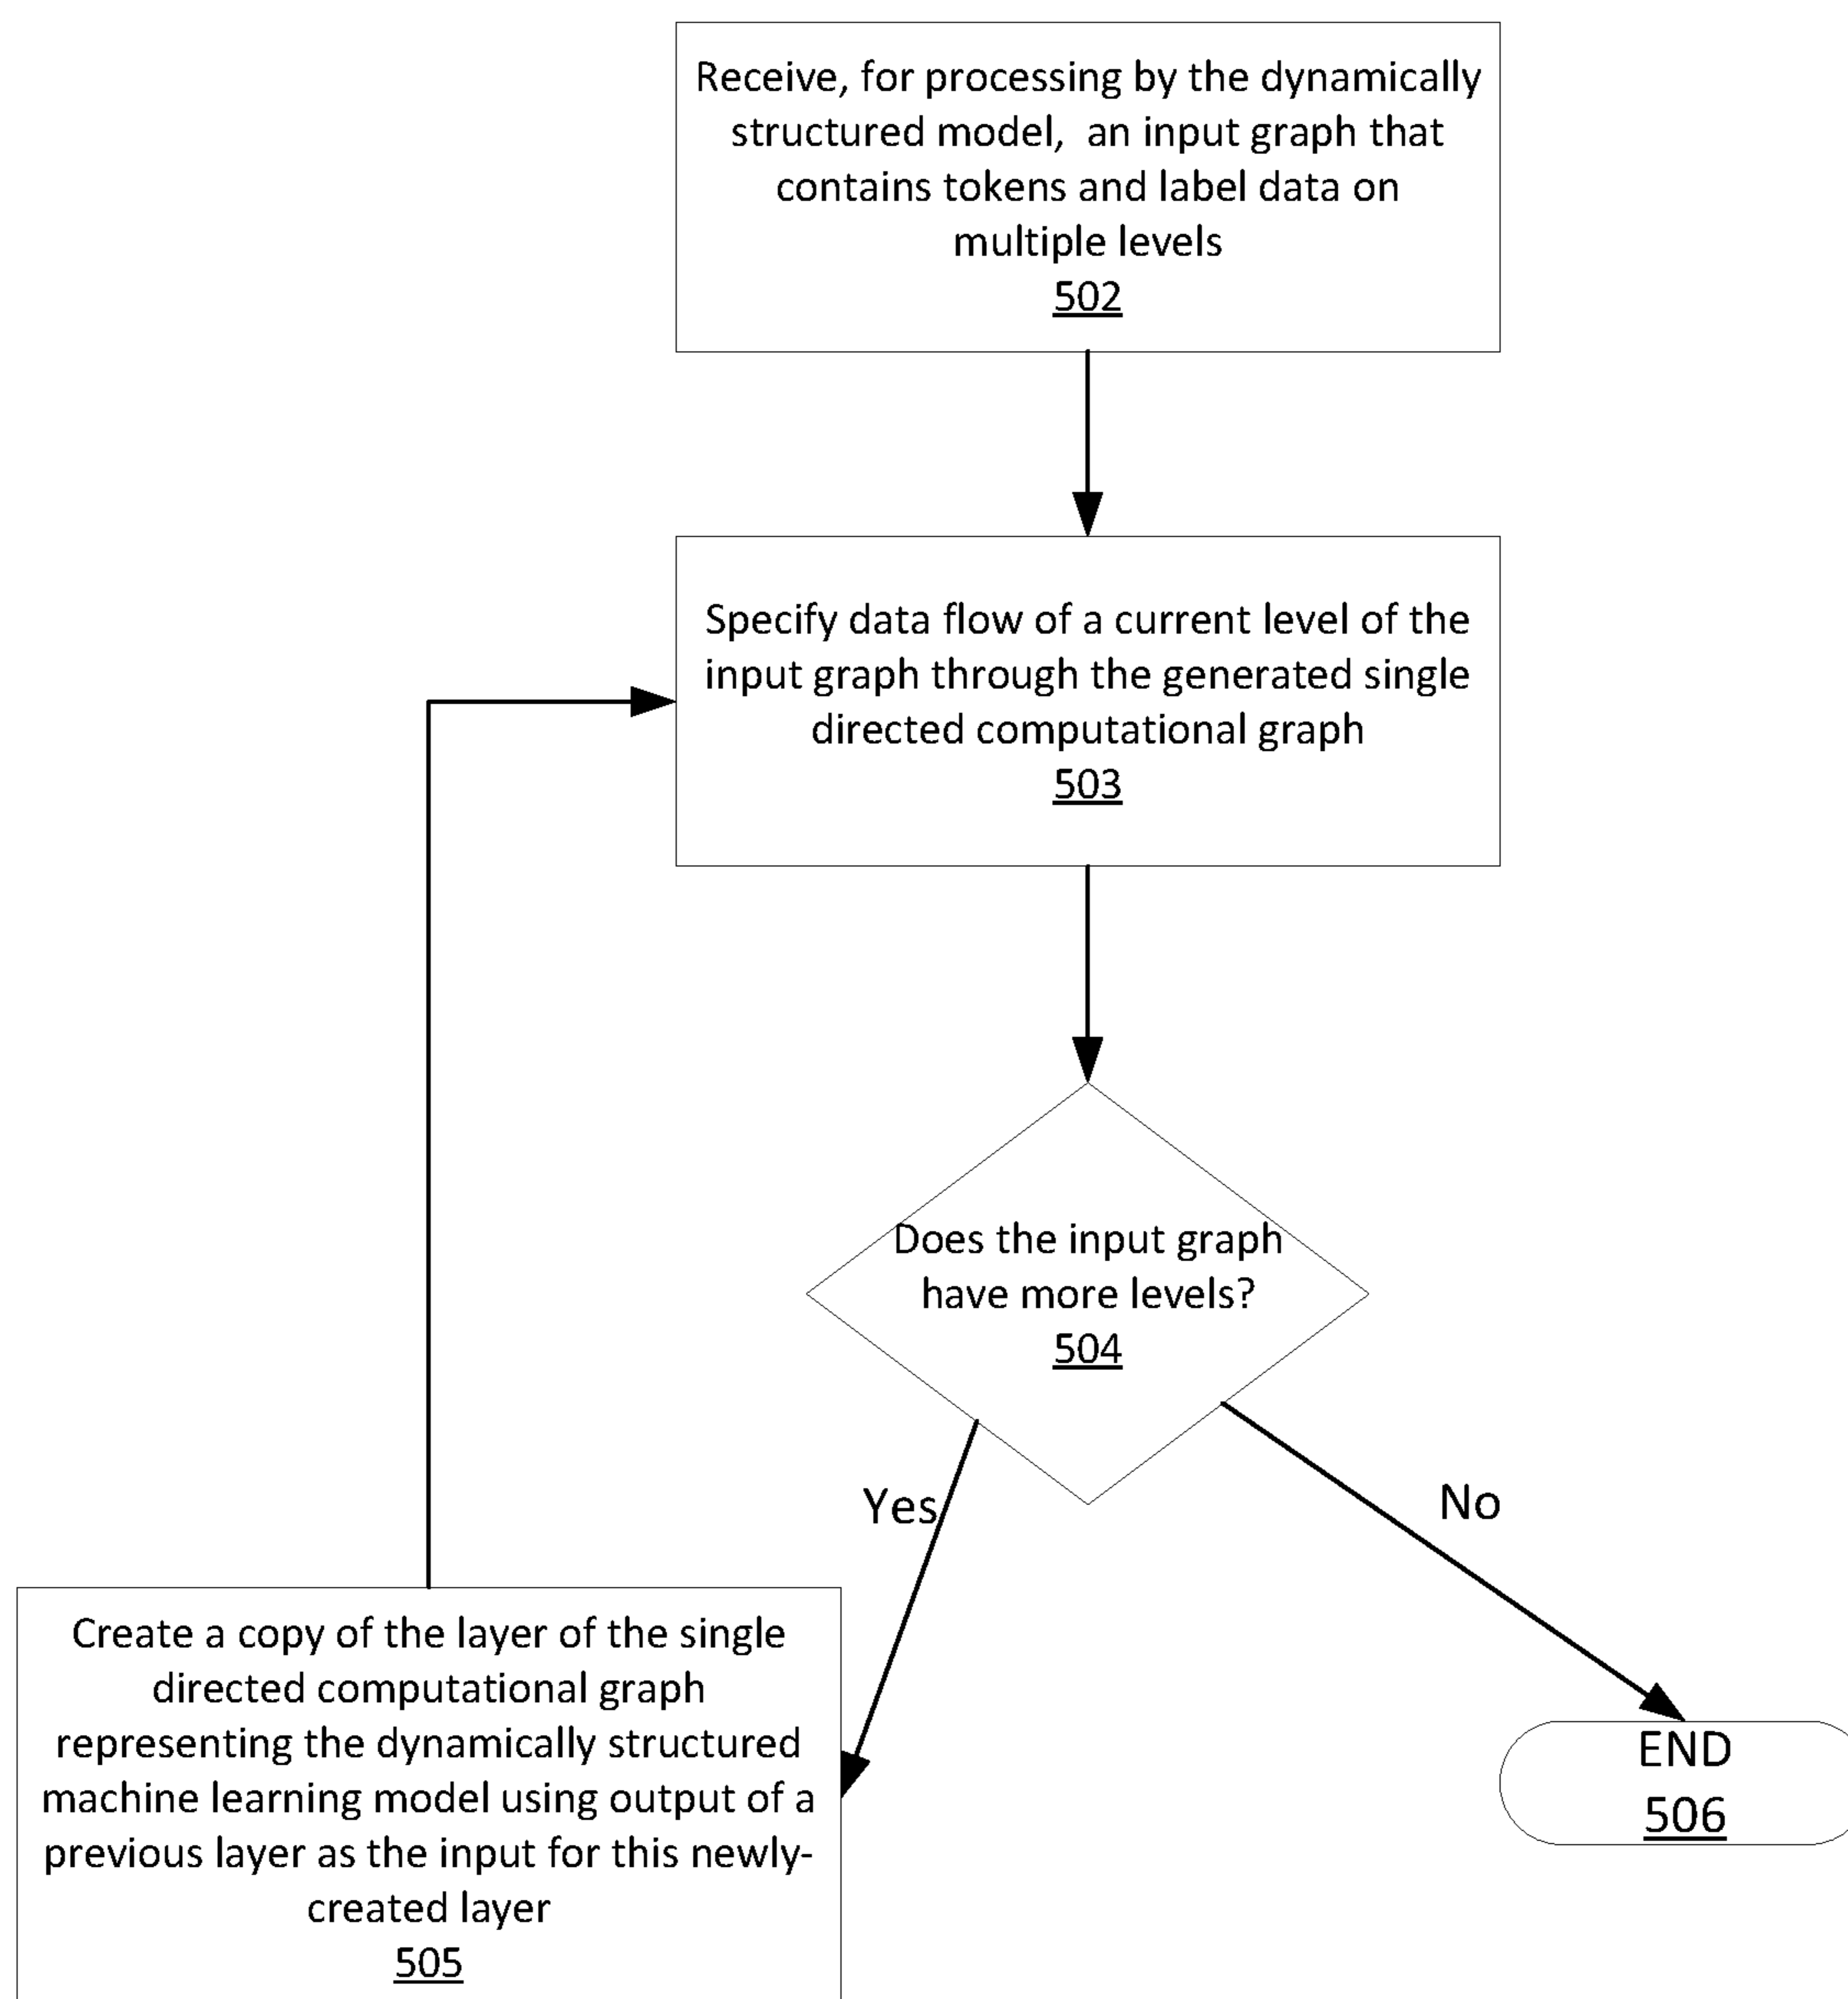 Receive, for processing by the dynamically
structured model,  an input graph that
contains tokens and label data on
multiple levels
502
Specify data flow of a current level of the
input graph through the generated single
directed computational graph
503
Does the input graph
have more levels?
504
Yes
No
Create a copy of the layer of the single
directed computational graph
representing the dynamically structured
machine learning model using output of a
previous layer as the input for this newly-
created layer
505
END
506